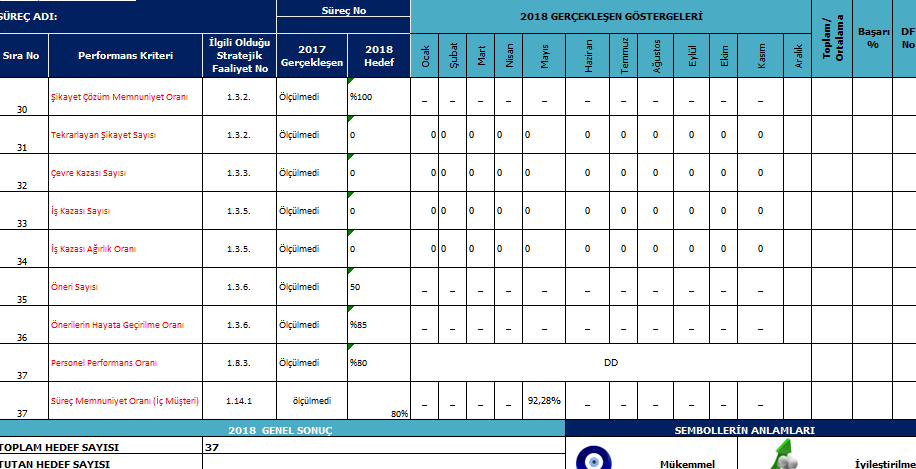 SÜREÇ ADI: Süreç No 2018 GERÇEKLEŞEN GÖSTERGELERİ Toplam/ Ortalama Başarı % DF No
Sıra No Performans Kriteri İlgili Olduğu Stratejik Faaliyet No 2017 Gerçekleşen 2018 Hedef Ocak Şubat Mart Nisan Mayıs Haziran Temmuz Ağustos Eylül Ekim Kasım Aralık
30 Şikayet Çözüm Memnuniyet Oranı 1.3.2. Ölçülmedi %100 _ _ _ _ _ _ _ _ _ _ _
31 Tekrarlayan Şikayet Sayısı 1.3.2. Ölçülmedi 0 0 0 0 0 0 0 0 0 0 0 0
32 Çevre Kazası Sayısı 1.3.3. Ölçülmedi 0 0 0 0 0 0 0 0 0 0 0 0
33 İş Kazası Sayısı 1.3.5. Ölçülmedi 0 0 0 0 0 0 0 0 0 0 0 0
34 İş Kazası Ağırlık Oranı 1.3.5. Ölçülmedi 0 0 0 0 0 0 0 0 0 0 0 0
35 Öneri Sayısı 1.3.6. Ölçülmedi 50 _ _ _ _ _ _ _ _ _ _ _
36 Önerilerin Hayata Geçirilme Oranı 1.3.6. Ölçülmedi %85 _ _ _ _ _ _ _ _ _ _ _
37 Personel Performans Oranı 1.8.3. Ölçülmedi %80 DD
37 Süreç Memnuniyet Oranı (İç Müşteri) 1.14.1 ölçülmedi 80% _ _ _ _ 92,28% _ _ _ _ _ _
2018 GENEL SONUÇ SEMBOLLERİN ANLAMLARI
TOPLAM HEDEF SAYISI 37
TUTAN HEDEF SAYISI Mükemmel İyileştirilme